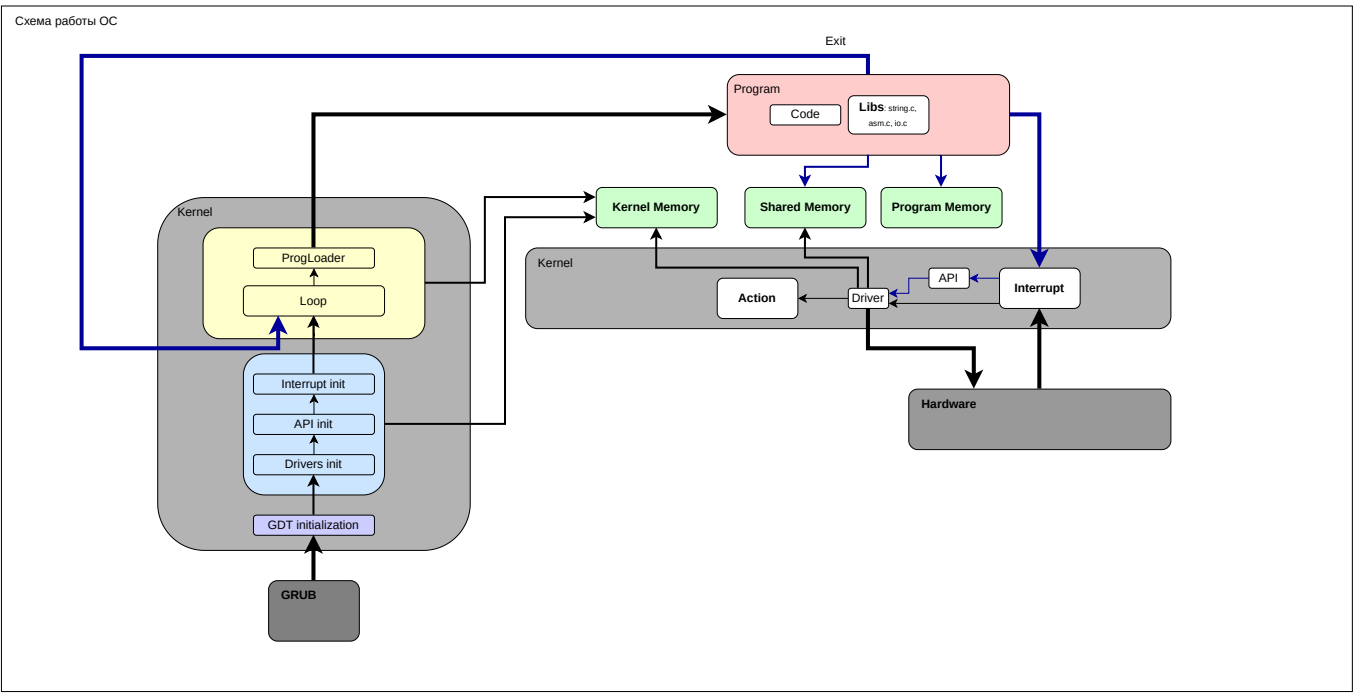 Схема работы ОС
Exit
Program
Code
Libs: string.c,
asm.c, io.c
Kernel Memory
Shared Memory
Program Memory
Kernel
ProgLoader
Loop
Interrupt init
API init
Drivers init
GDT initialization
GRUB
Kernel
Action
Driver
API
Interrupt
Hardware